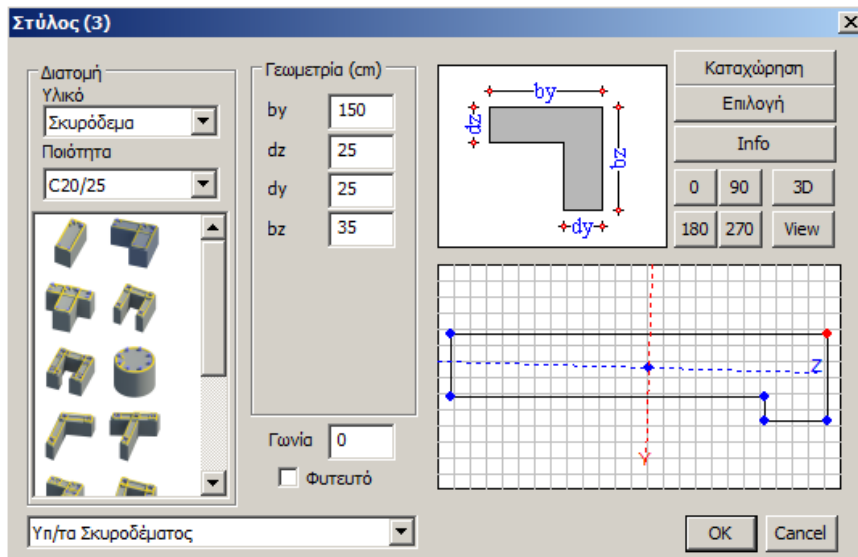 Στύλος (3)
Διατομή
Υλικό
Σκυρόδεμα
Ποιότητα
C20/25
Γεωμετρία (cm)
by 150
dz 25
dy 25
bz 35
Γωνία 0
Φυτευτό
by
dz
bz
dy
Καταχώρηση
Επιλογή
Info
0 90 3D
180 270 View
Z
Y
Υπ/τα Σκυροδέματος
OK Cancel